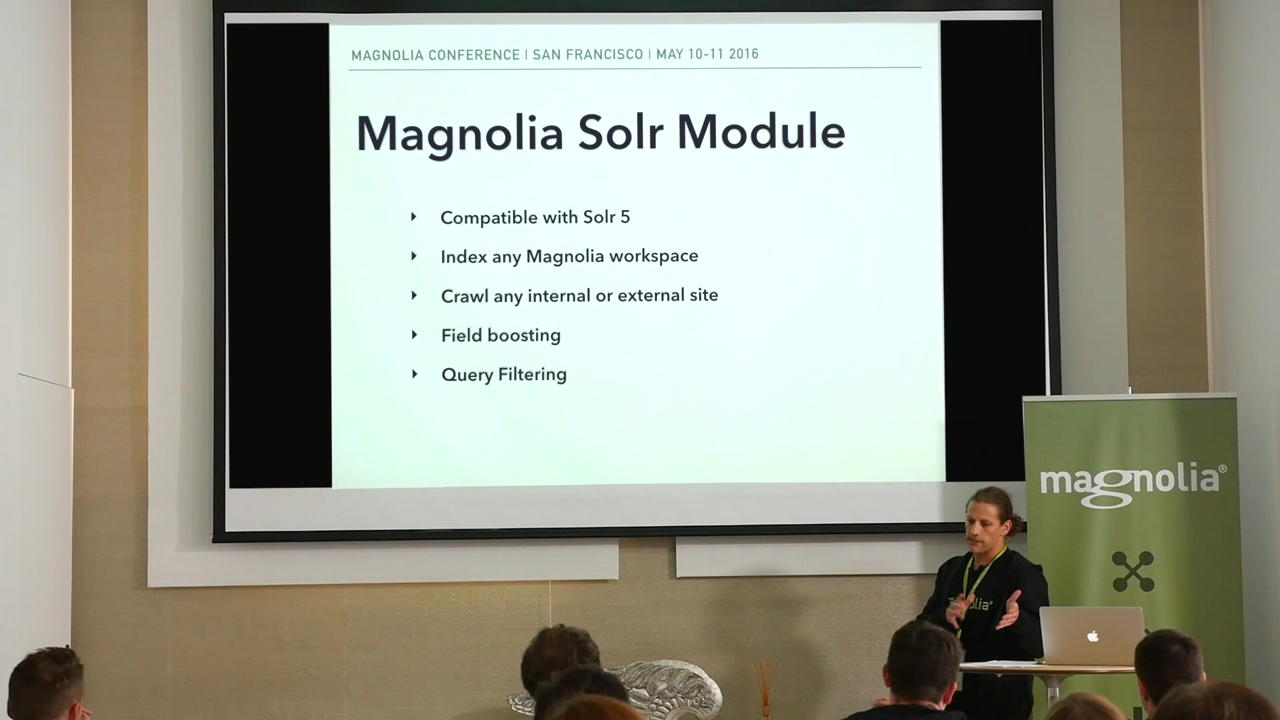 MAGNOLIA CONFERENCE | SAN FRANCISCO | MAY 10-11 2016
Magnolia Solr Module
Compatible with Solr 5
Index any Magnolia workspace
Crawl any internal or external site
Field boosting
Query Filtering
magnolia®